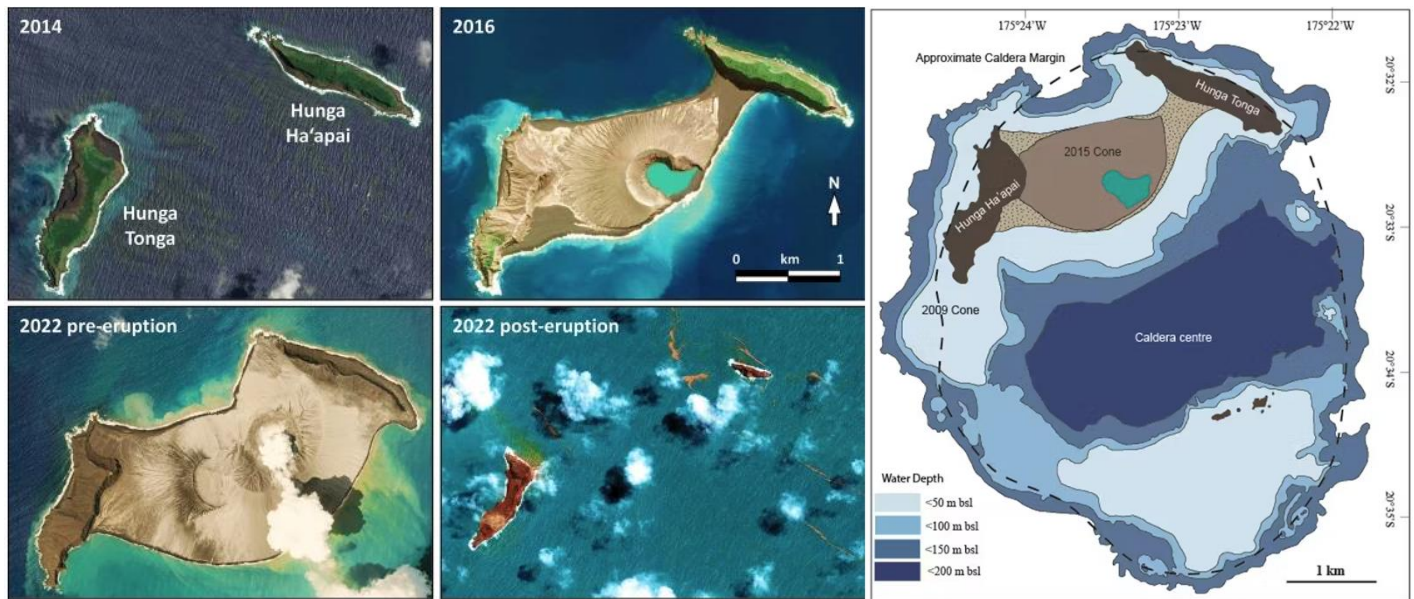 2014
Hunga
Ha‘apai
Hunga
Tonga
2016
N
0 km 1
2022 pre-eruption
2022 post-eruption
175°24'W
175°23'W
175°22'W
Approximate Caldera Margin
Hunga Tonga
20°32'S
2015 Cone
Hunga Ha'apai
20°33'S
2009 Cone
Caldera centre
20°34'S
20°35'S
Water Depth
<50 m bsl
<100 m bsl
<150 m bsl
<200 m bsl
1 km